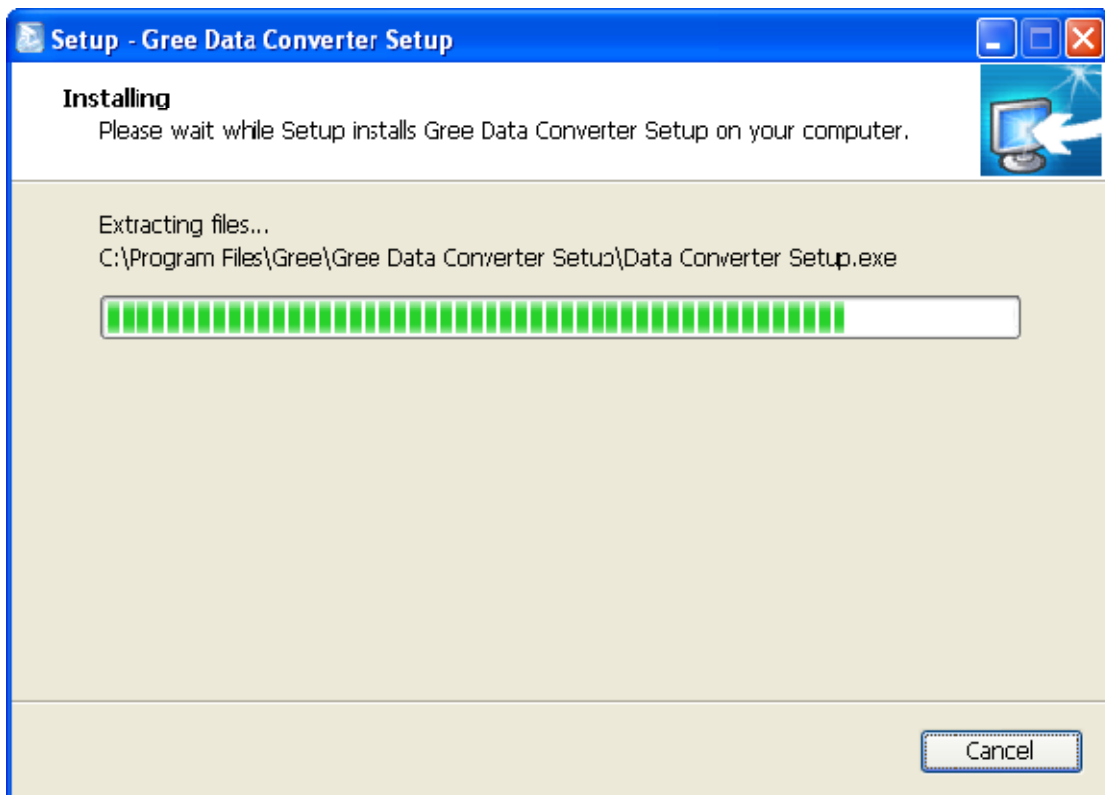 Setup - Gree Data Converter Setup
Installing
Please wait while Setup installs Gree Data Converter Setup on your computer.
Extracting files...
C:\Program Files\Gree\Gree Data Converter Setup\Data Converter Setup.exe
Cancel